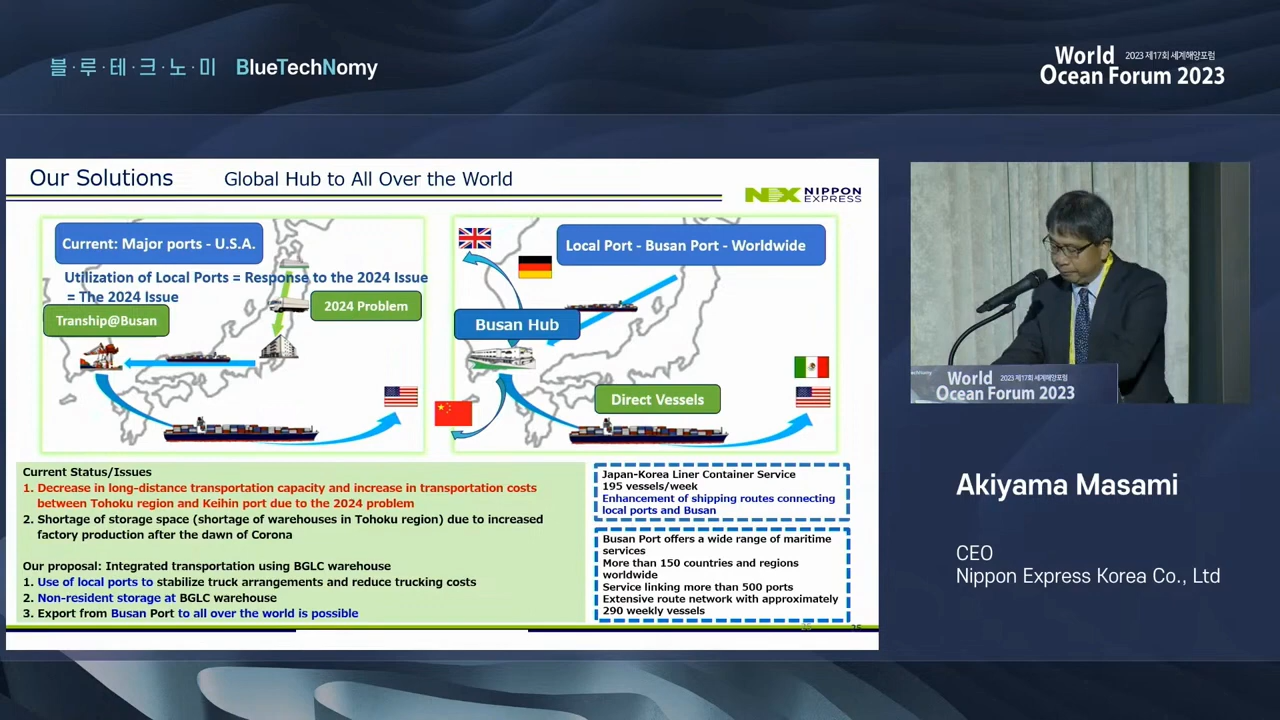 블·루·테·크·노·미 BlueTechNomy
World 2023 제17회 세계해양포럼
Ocean Forum 2023
Our Solutions Global Hub to All Over the World
NX NIPPON
EXPRESS
Current: Major ports - U.S.A.
Utilization of Local Ports = Response to the 2024 Issue
= The 2024 Issue
2024 Problem
Tranship@Busan
Local Port - Busan Port - Worldwide
Busan Hub
Direct Vessels
Current Status/Issues
1. Decrease in long-distance transportation capacity and increase in transportation costs
between Tohoku region and Keihin port due to the 2024 problem
2. Shortage of storage space (shortage of warehouses in Tohoku region) due to increased
factory production after the dawn of Corona
Our proposal: Integrated transportation using BGLC warehouse
1. Use of local ports to stabilize truck arrangements and reduce trucking costs
2. Non-resident storage at BGLC warehouse
3. Export from Busan Port to all over the world is possible
Japan-Korea Liner Container Service
195 vessels/week
Enhancement of shipping routes connecting
local ports and Busan
Busan Port offers a wide range of maritime
services
More than 150 countries and regions
worldwide
Service linking more than 500 ports
Extensive route network with approximately
290 weekly vessels
World 2023 제17회 세계해양포럼
Ocean Forum 2023
Akiyama Masami
CEO
Nippon Express Korea Co., Ltd